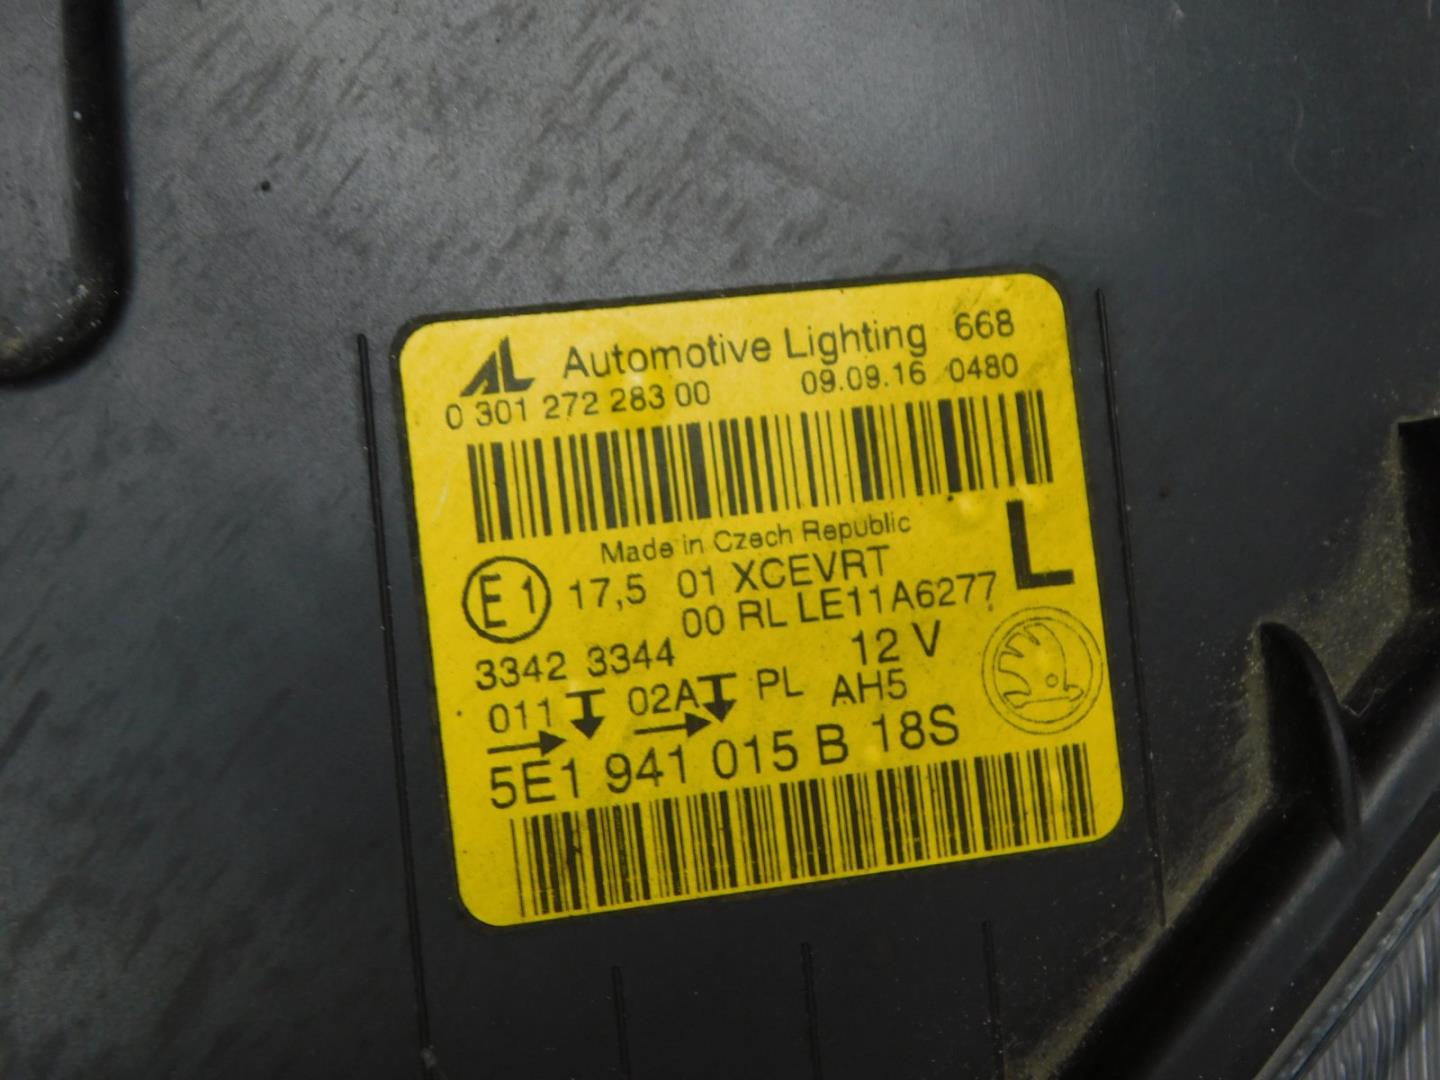 AL Automotive Lighting 668
0 301 272 283 00 09.09.16 0480
Made in Czech Republic
L
E1 17,5 01 XCEVRT
00 RL LE11A6277
3342 3344 12 V
011 02A PL AH5
5E1 941 015 B 18S